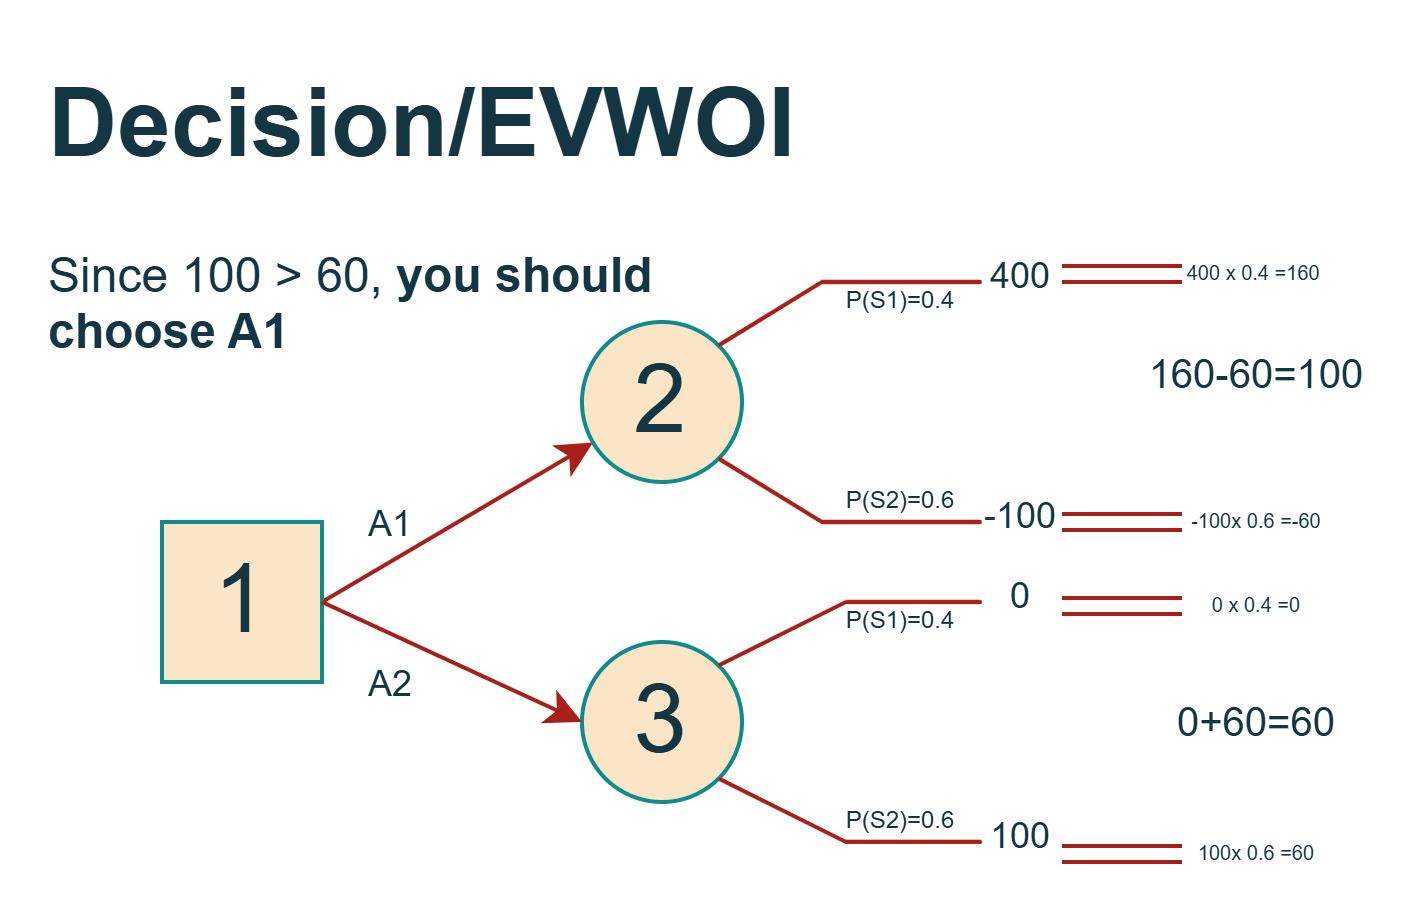 Decision/EVWOI
Since 100 > 60, you should
choose A1
400
400 x 0.4 =160
P(S1)=0.4
2
160-60=100
P(S2)=0.6
-100
-100x 0.6 =-60
A1
1
A2
0
0 x 0.4 =0
P(S1)=0.4
3
0+60=60
P(S2)=0.6
100
100x 0.6 =60